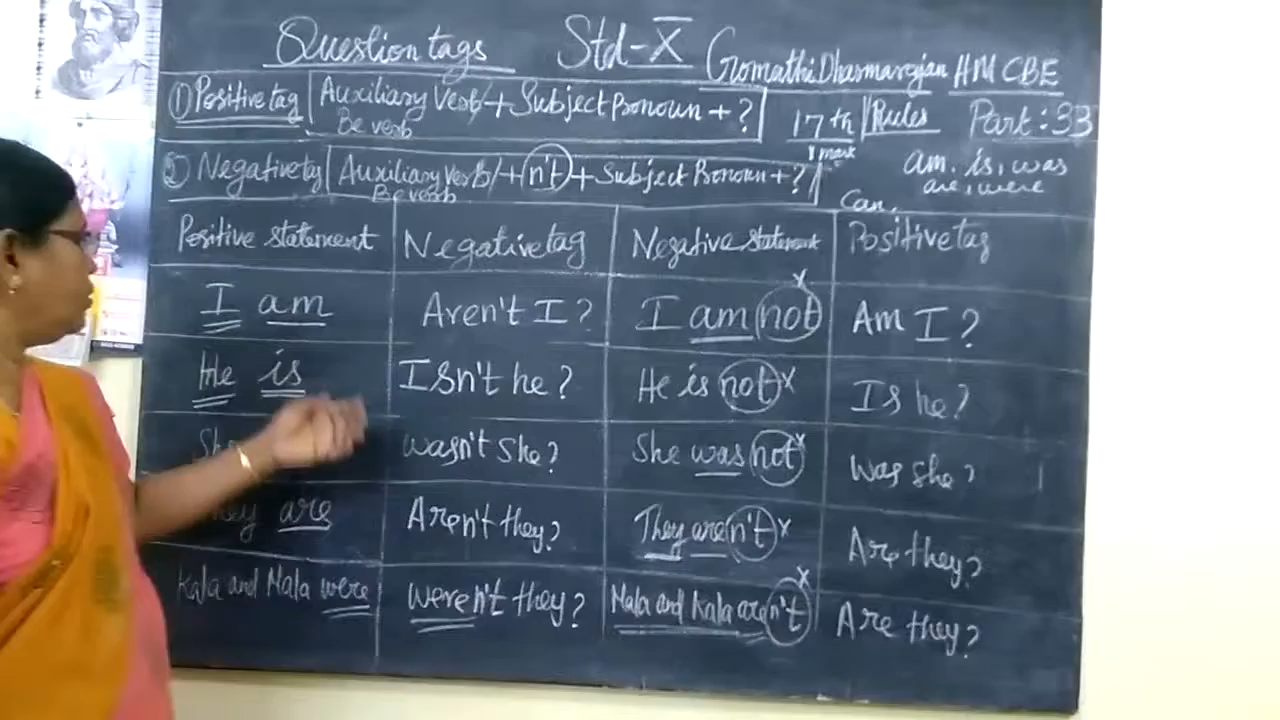 Question tags Std-X Gomathi Dharmarajan HM CBE
① Positive tag Auxiliary Verb/ + Subject Pronoun + ? 17th Rules Part: 33
Be verb 1 mark
② Negative tag Auxiliary Verb/ + n't + Subject Pronoun + ? am. is, was
Be verb are, were
Can,
Positive statement Negative tag Negative statement Positive tag
I am Aren't I? I am not x Am I?
He is Isn't he? He is not x Is he?
She wasn't she? She was not x Was she?
They are Aren't they? They aren't x Are they?
Kala and Mala were weren't they? Mala and Kala aren't x Are they?